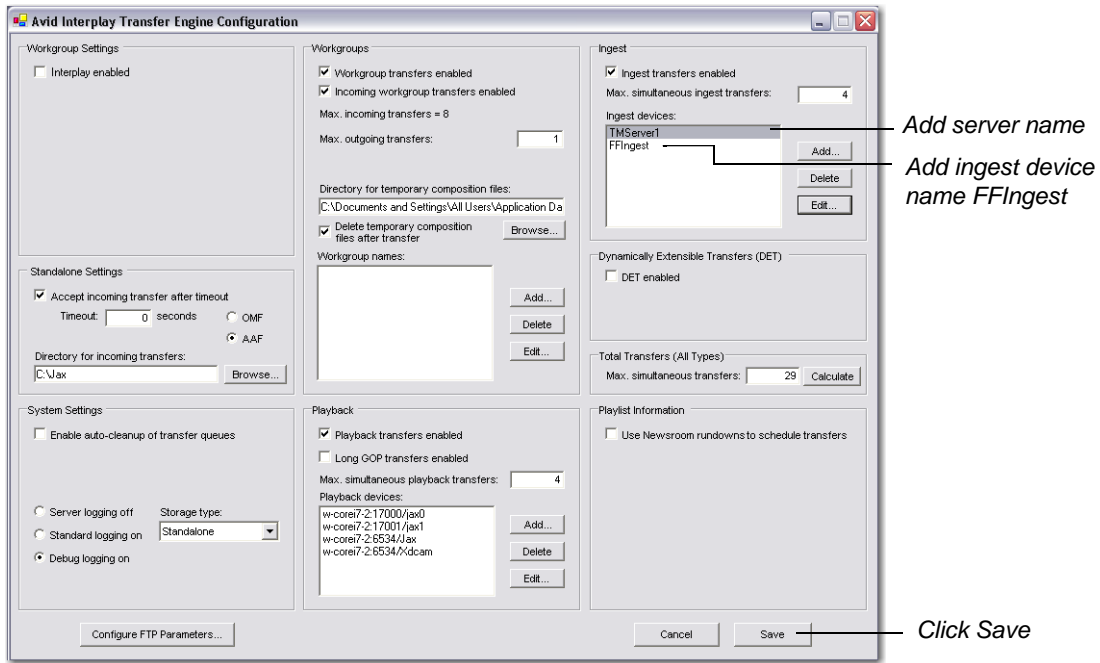 Avid Interplay Transfer Engine Configuration
Workgroup Settings
Interplay enabled
Standalone Settings
Accept incoming transfer after timeout
Timeout: 0 seconds
OMF
AAF
Directory for incoming transfers:
C:\Jax
Browse...
System Settings
Enable auto-cleanup of transfer queues
Server logging off
Standard logging on
Debug logging on
Storage type:
Standalone
Configure FTP Parameters...
Workgroups
Workgroup transfers enabled
Incoming workgroup transfers enabled
Max. incoming transfers = 8
Max. outgoing transfers: 1
Directory for temporary composition files:
C:\Documents and Settings\All Users\Application Da
Delete temporary composition
files after transfer
Browse...
Workgroup names:
Add...
Delete
Edit...
Playback
Playback transfers enabled
Long GOP transfers enabled
Max. simultaneous playback transfers: 4
Playback devices:
w-corei7-2:17000/jax0
w-corei7-2:17001/jax1
w-corei7-2:6534/Jax
w-corei7-2:6534/Xdcam
Add...
Delete
Edit...
Ingest
Ingest transfers enabled
Max. simultaneous ingest transfers: 4
Ingest devices:
TMServer1
FFIngest
Add...
Delete
Edit...
Dynamically Extensible Transfers (DET)
DET enabled
Total Transfers (All Types)
Max. simultaneous transfers: 29 Calculate
Playlist Information
Use Newsroom rundowns to schedule transfers
Cancel
Save
Add server name
Add ingest device
name FFIngest
Click Save